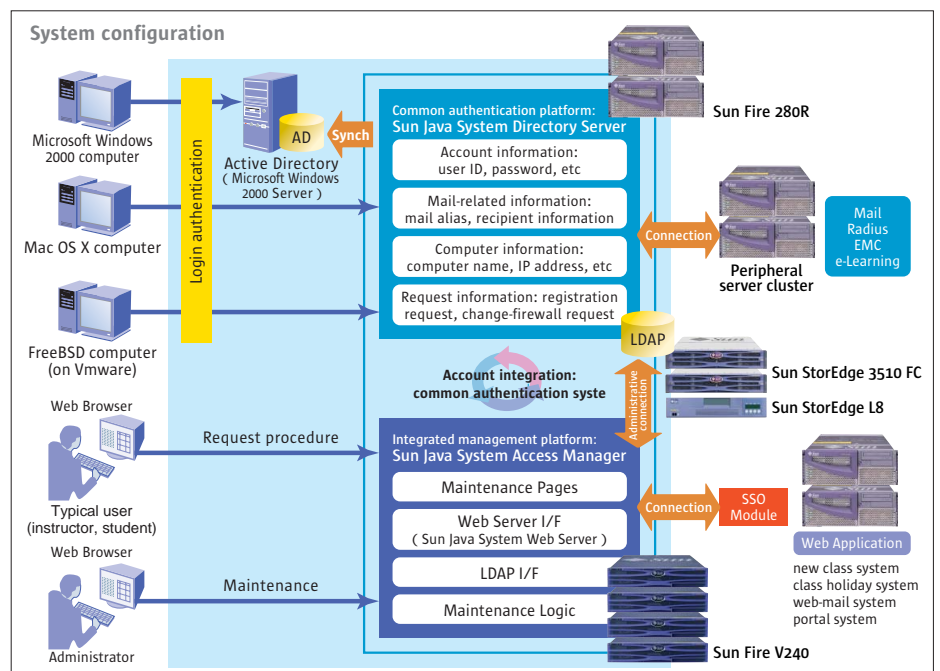 System configuration
Microsoft Windows
2000 computer
Mac OS X computer
FreeBSD computer
(on Vmware)
Login authentication
AD
Active Directory
( Microsoft Windows
2000 Server )
Synch
Common authentication platform:
Sun Java System Directory Server
Account information:
user ID, password, etc
Mail-related information:
mail alias, recipient information
Computer information:
computer name, IP address, etc
Request information: registration
request, change-firewall request
Sun Fire 280R
Connection
Peripheral
server cluster
Mail
Radius
EMC
e-Learning
LDAP
Account integration:
common authentication syste
Administrative
connection
Sun StorEdge 3510 FC
Sun StorEdge L8
Web Browser
Request procedure
Typical user
(instructor, student)
Web Browser
Maintenance
Administrator
Integrated management platform:
Sun Java System Access Manager
Maintenance Pages
Web Server I/F
( Sun Java System Web Server )
LDAP I/F
Maintenance Logic
Connection
SSO
Module
Web Application
new class system
class holiday system
web-mail system
portal system
Sun Fire V240